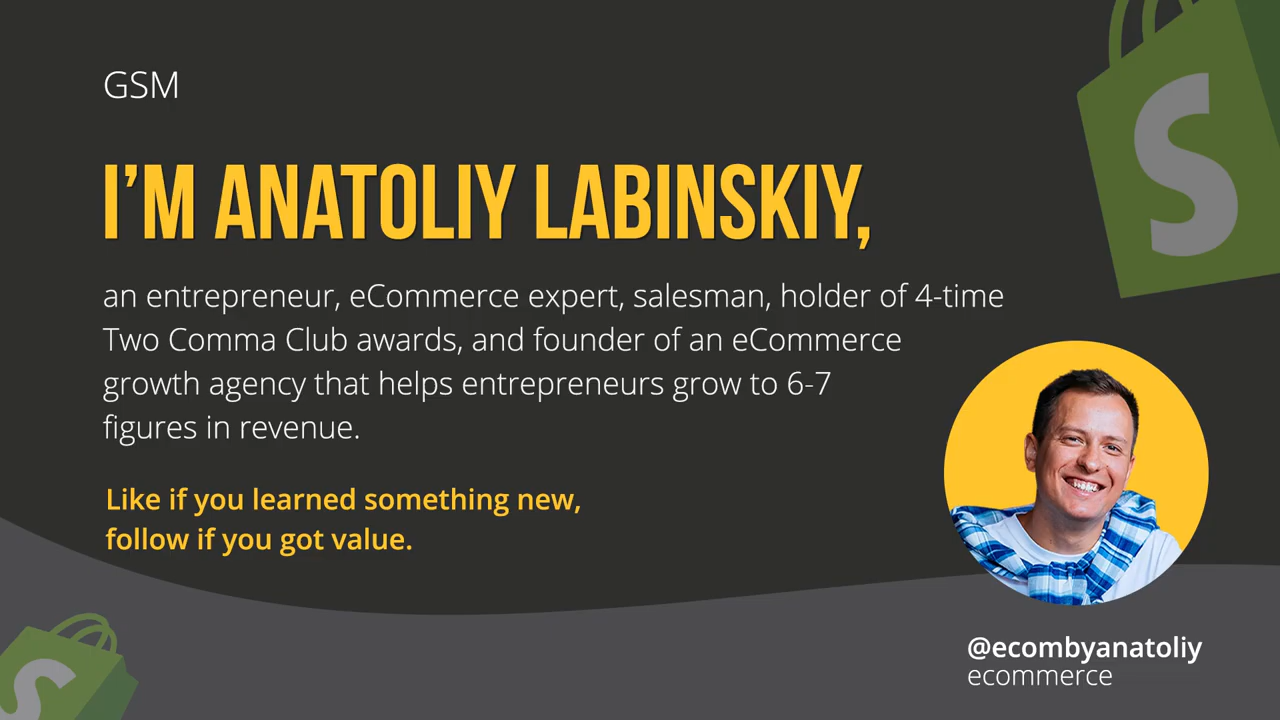 GSM
I'M ANATOLIY LABINSKIY,
an entrepreneur, eCommerce expert, salesman, holder of 4-time
Two Comma Club awards, and founder of an eCommerce
growth agency that helps entrepreneurs grow to 6-7
figures in revenue.
Like if you learned something new,
follow if you got value.
@ecombyanatoliy
ecommerce